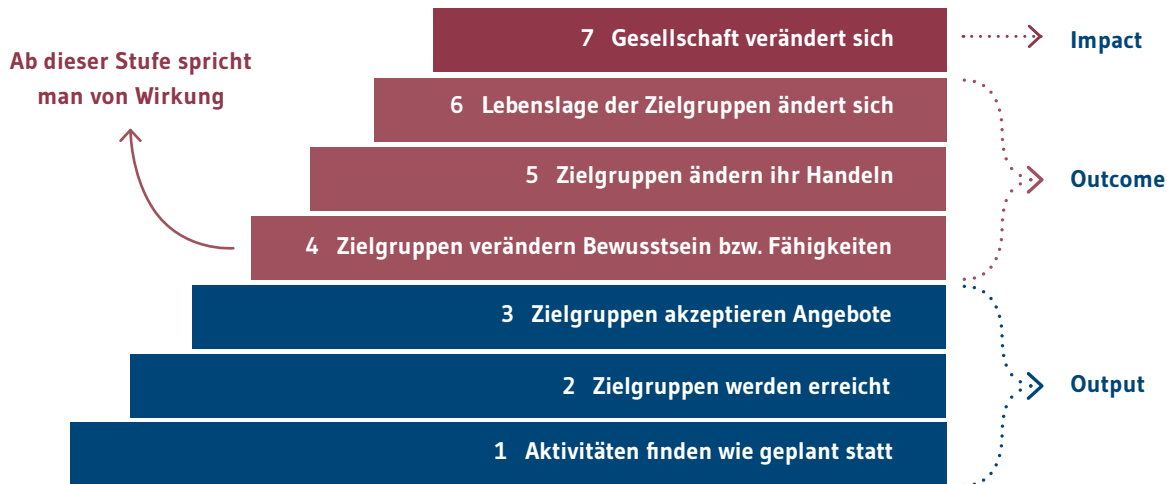 7 Gesellschaft verändert sich
Impact
Ab dieser Stufe spricht
man von Wirkung
6 Lebenslage der Zielgruppen ändert sich
5 Zielgruppen ändern ihr Handeln
Outcome
4 Zielgruppen verändern Bewusstsein bzw. Fähigkeiten
3 Zielgruppen akzeptieren Angebote
2 Zielgruppen werden erreicht
Output
1 Aktivitäten finden wie geplant statt